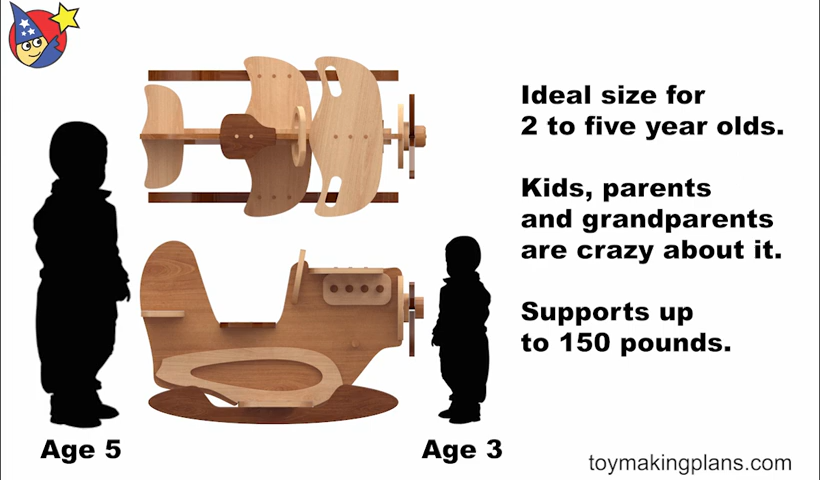 Ideal size for
2 to five year olds.
Kids, parents
and grandparents
are crazy about it.
Supports up
to 150 pounds.
Age 5
Age 3
toymakingplans.com